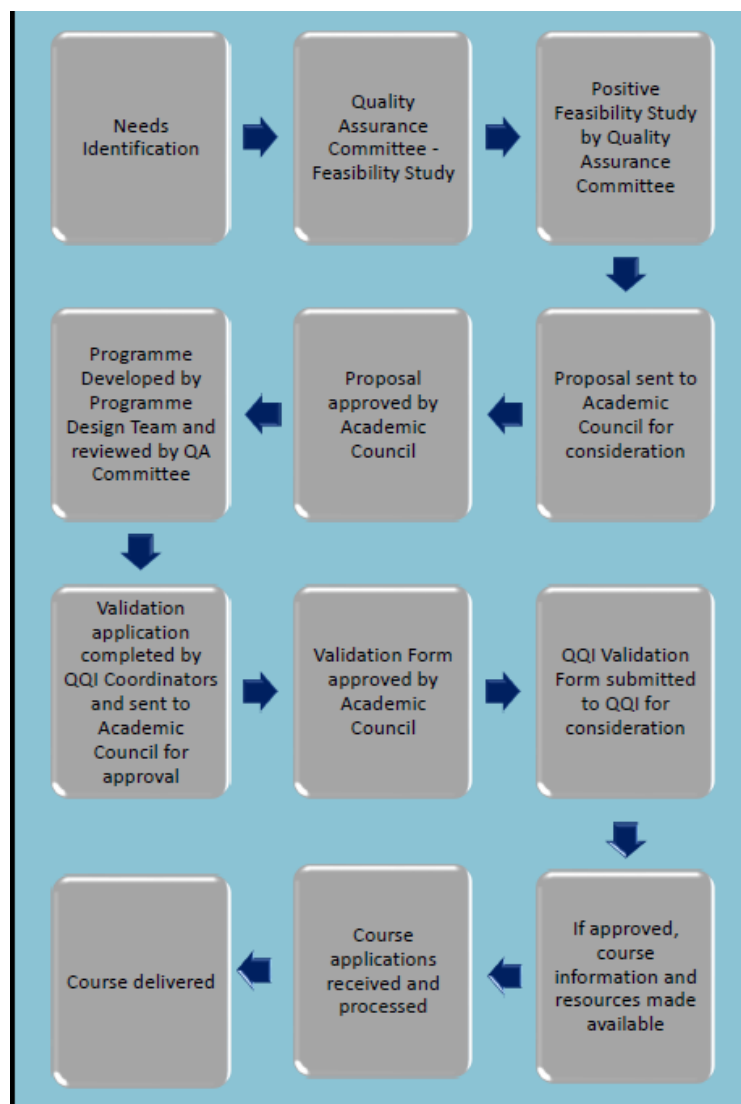 Needs
Identification
Quality
Assurance
Committee -
Feasibility Study
Positive
Feasibility Study
by Quality
Assurance
Committee
Proposal sent to
Academic
Council for
consideration
Proposal
approved by
Academic
Council
Programme
Developed by
Programme
Design Team and
reviewed by QA
Committee
Validation
application
completed by
QQI Coordinators
and sent to
Academic
Council for
approval
Validation Form
approved by
Academic
Council
QQI Validation
Form submitted
to QQI for
consideration
If approved,
course
information and
resources made
available
Course
applications
received and
processed
Course delivered